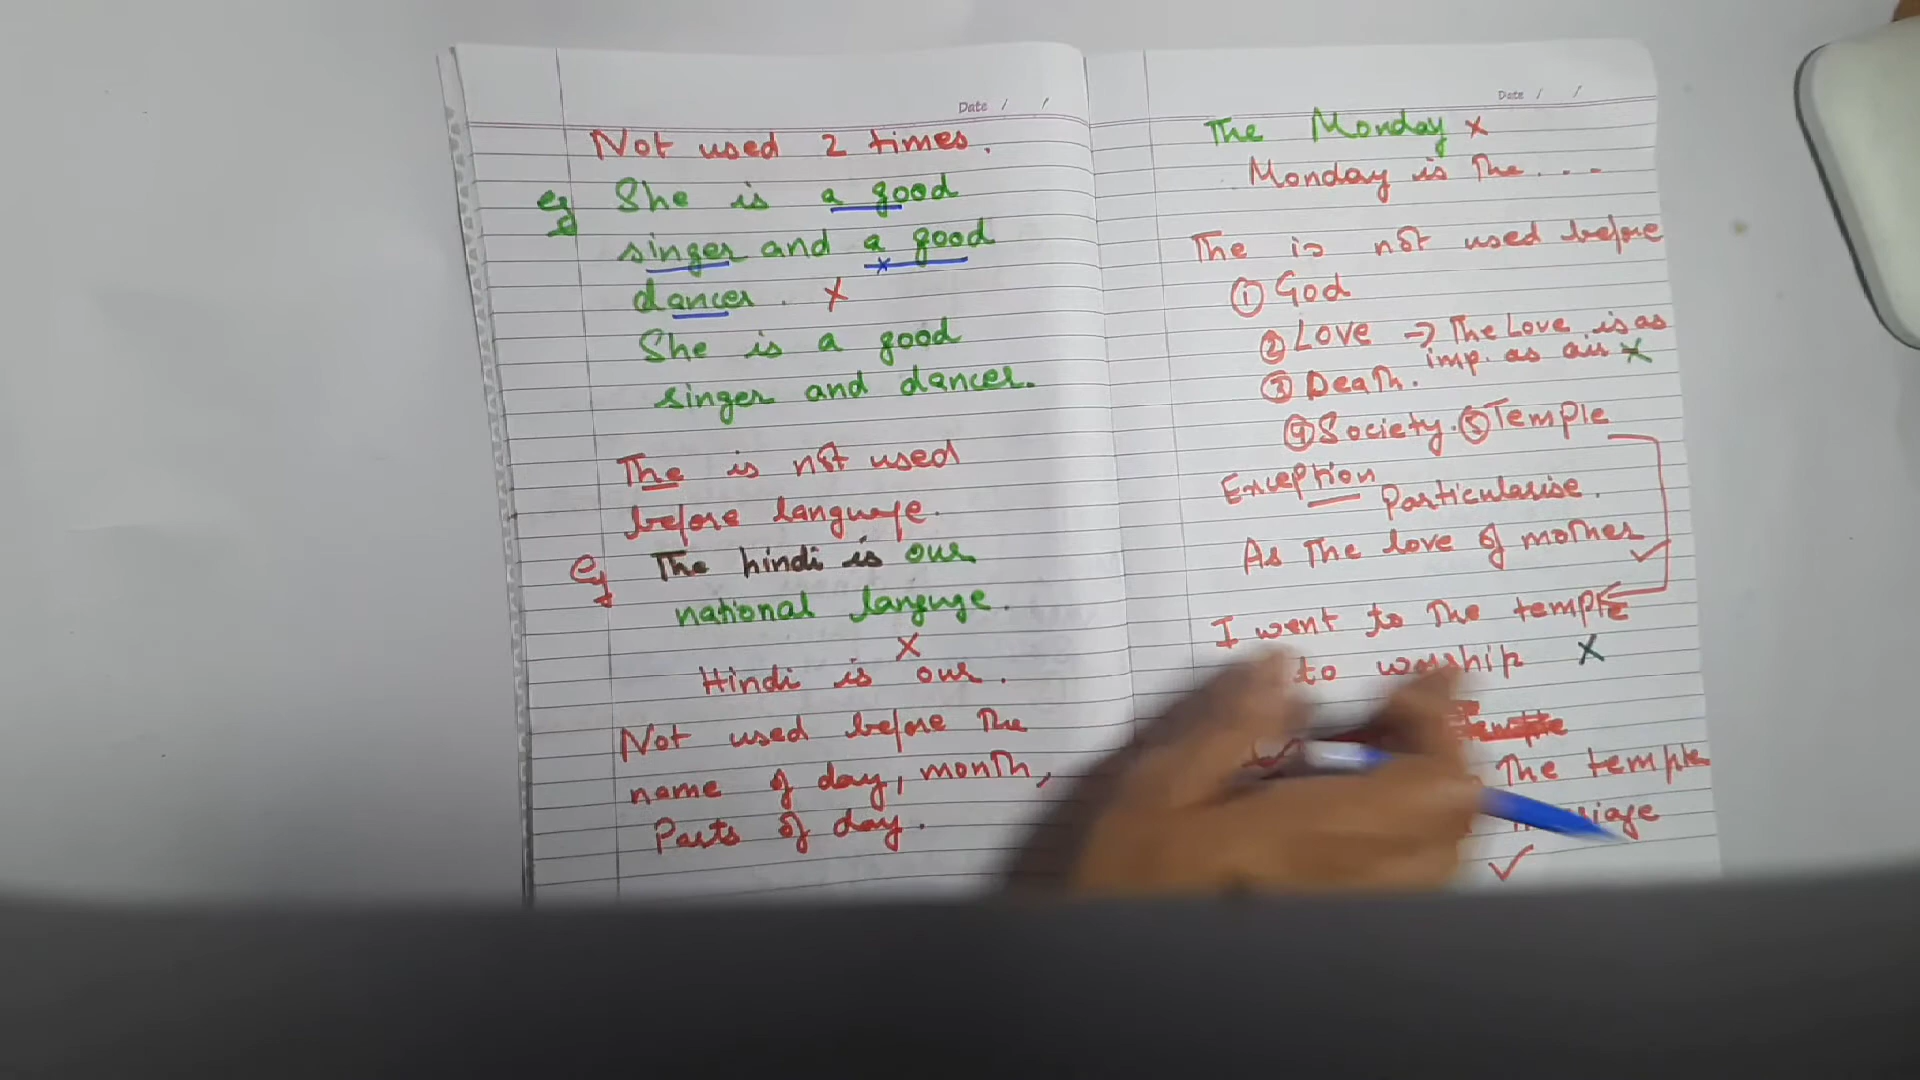 Date / /
Not used 2 times.
eg She is a good
singer and a good
x
dancer. X
She is a good
singer and dancer.
The is not used
before language.
eg The hindi is our
national languge.
X
Hindi is our.
Not used before the
name of day, month,
Parts of day.
Date / /
The Monday x
Monday is the...
The is not used before
① God
② Love → The Love is as
imp. as air X
③ Death.
④ Society. ⑤ Temple
Exception Particularise.
As The love of mother ✓
I went to The temple
to worship X
The temple
✓